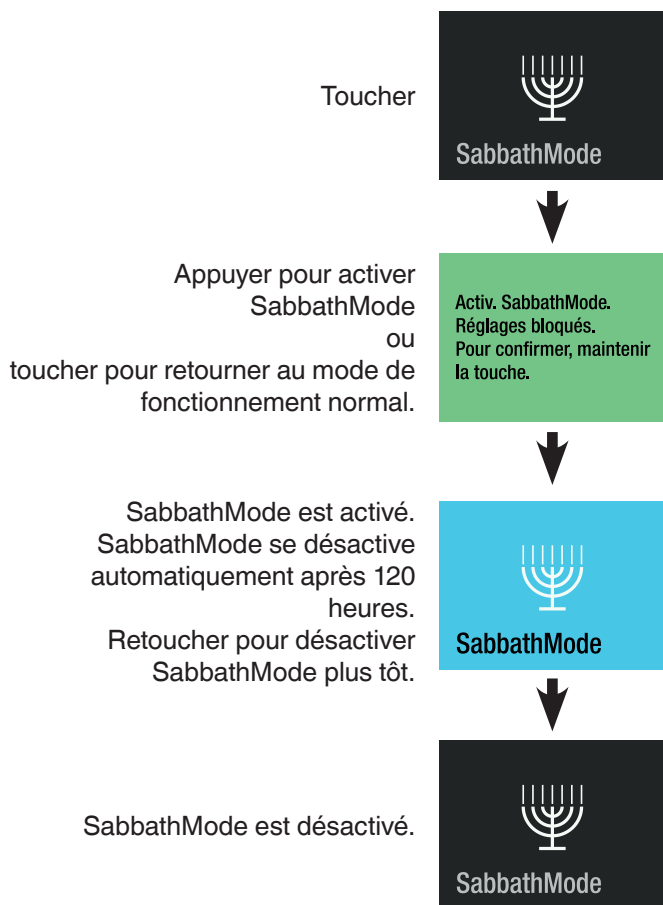 Toucher
SabbathMode
Appuyer pour activer
SabbathMode
ou
toucher pour retourner au mode de
fonctionnement normal.
Activ. SabbathMode.
Réglages bloqués.
Pour confirmer, maintenir
la touche.
SabbathMode est activé.
SabbathMode se désactive
automatiquement après 120
heures.
Retoucher pour désactiver
SabbathMode plus tôt.
SabbathMode
SabbathMode est désactivé.
SabbathMode